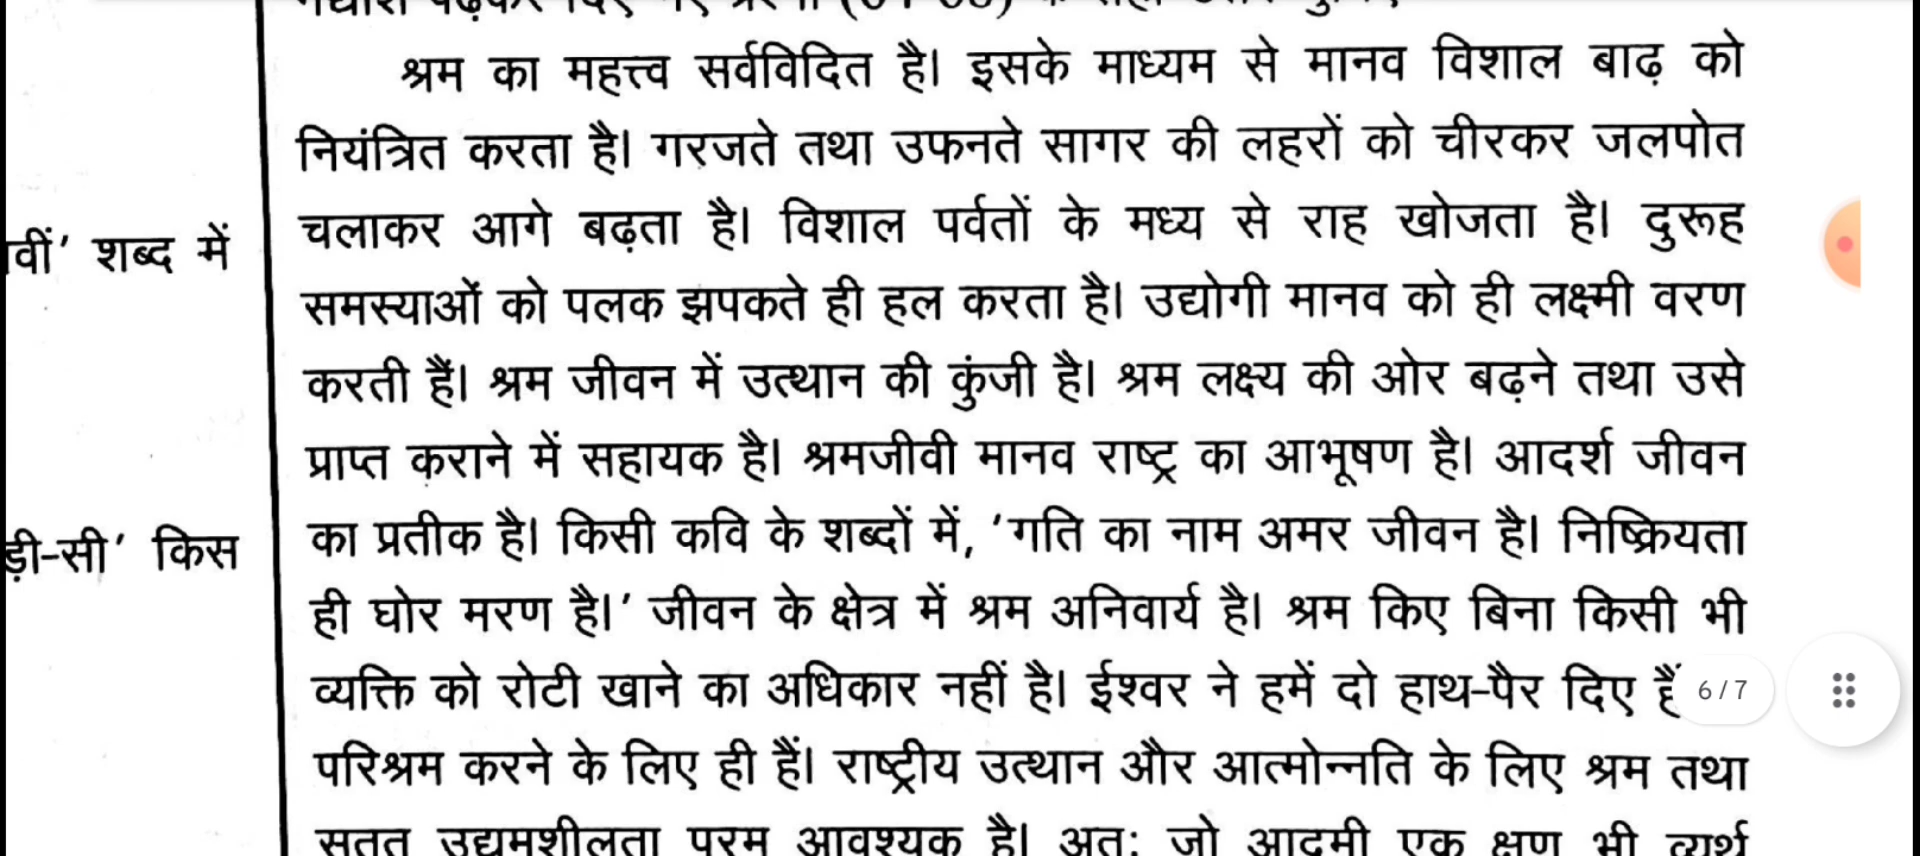 श्रम का महत्त्व सर्वविदित है। इसके माध्यम से मानव विशाल बाढ़ को
नियंत्रित करता है। गरजते तथा उफनते सागर की लहरों को चीरकर जलपोत
चलाकर आगे बढ़ता है। विशाल पर्वतों के मध्य से राह खोजता है। दुरूह
वीं’ शब्द में
समस्याओं को पलक झपकते ही हल करता है। उद्योगी मानव को ही लक्ष्मी वरण
करती हैं। श्रम जीवन में उत्थान की कुंजी है। श्रम लक्ष्य की ओर बढ़ने तथा उसे
प्राप्त कराने में सहायक है। श्रमजीवी मानव राष्ट्र का आभूषण है। आदर्श जीवन
का प्रतीक है। किसी कवि के शब्दों में, ‘गति का नाम अमर जीवन है। निष्क्रियता
ड़ी-सी’ किस
ही घोर मरण है।’ जीवन के क्षेत्र में श्रम अनिवार्य है। श्रम किए बिना किसी भी
व्यक्ति को रोटी खाने का अधिकार नहीं है। ईश्वर ने हमें दो हाथ-पैर दिए हैं
6 / 7
परिश्रम करने के लिए ही हैं। राष्ट्रीय उत्थान और आत्मोन्नति के लिए श्रम तथा
सतत उद्यमशीलता परम आवश्यक है। अतः जो आदमी एक क्षण भी व्यर्थ